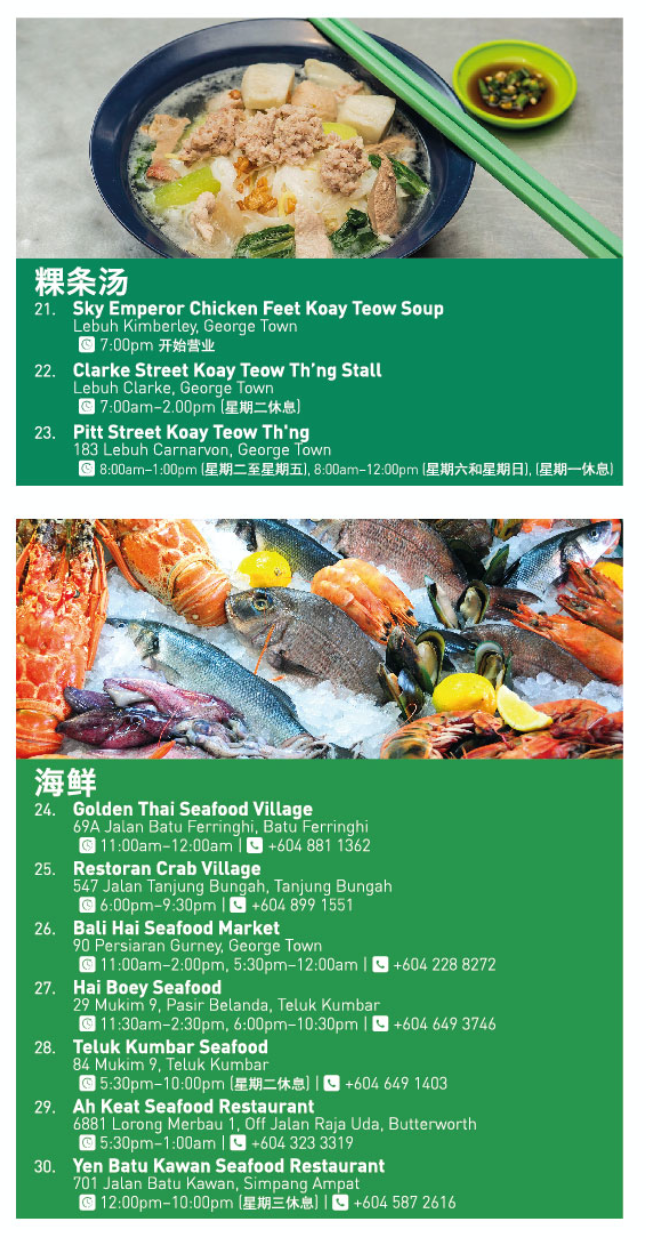 粿条汤
21. Sky Emperor Chicken Feet Koay Teow Soup
Lebuh Kimberley, George Town
7:00pm 开始营业
22. Clarke Street Koay Teow Th’ng Stall
Lebuh Clarke, George Town
7:00am–2.00pm (星期二休息)
23. Pitt Street Koay Teow Th'ng
183 Lebuh Carnarvon, George Town
8:00am–1:00pm (星期二至星期五), 8:00am–12:00pm (星期六和星期日), (星期一休息)
海鲜
24. Golden Thai Seafood Village
69A Jalan Batu Ferringhi, Batu Ferringhi
11:00am–12:00am | +604 881 1362
25. Restoran Crab Village
547 Jalan Tanjung Bungah, Tanjung Bungah
6:00pm–9:30pm | +604 899 1551
26. Bali Hai Seafood Market
90 Persiaran Gurney, George Town
11:00am–2:00pm, 5:30pm–12:00am | +604 228 8272
27. Hai Boey Seafood
29 Mukim 9, Pasir Belanda, Teluk Kumbar
11:30am–2:30pm, 6:00pm–10:30pm | +604 649 3746
28. Teluk Kumbar Seafood
84 Mukim 9, Teluk Kumbar
5:30pm–10:00pm (星期二休息) | +604 649 1403
29. Ah Keat Seafood Restaurant
6881 Lorong Merbau 1, Off Jalan Raja Uda, Butterworth
5:30pm–1:00am | +604 323 3319
30. Yen Batu Kawan Seafood Restaurant
701 Jalan Batu Kawan, Simpang Ampat
12:00pm–10:00pm (星期三休息) | +604 587 2616